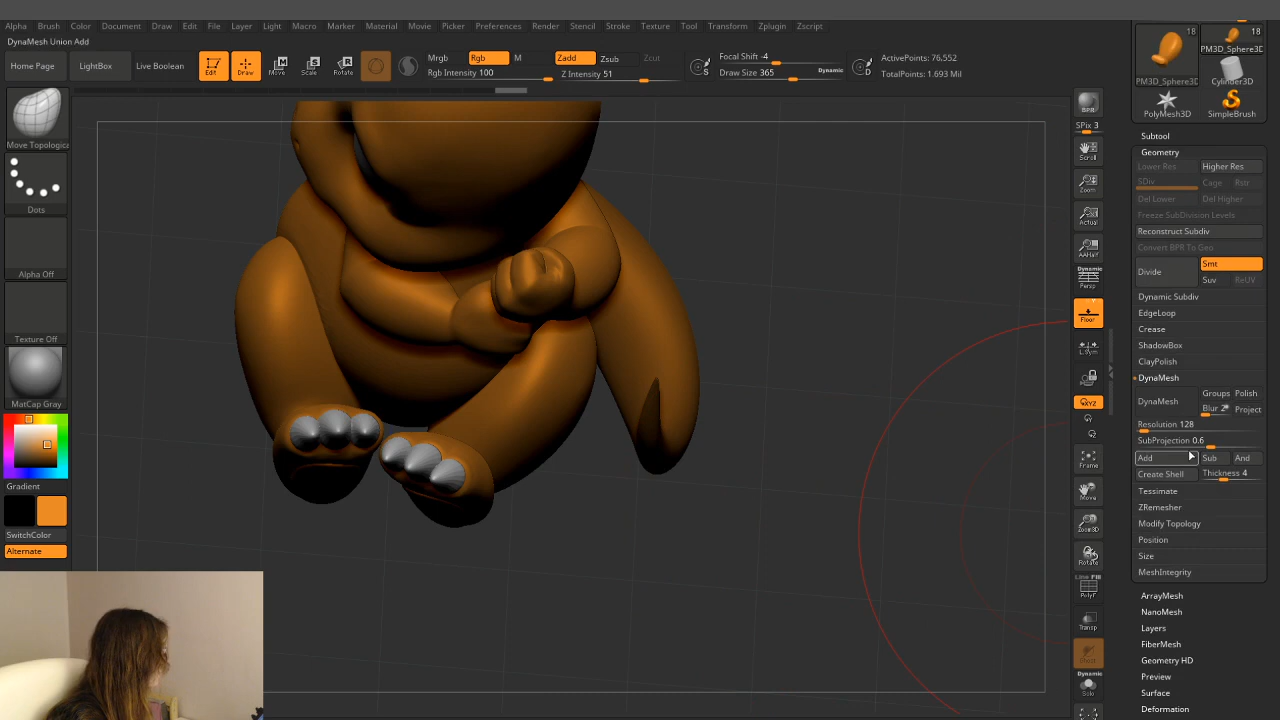 Alpha Brush Color Document Draw Edit File Layer Light Macro Marker Material Movie Picker Preferences Render Stencil Stroke Texture Tool Transform Zplugin Zscript
DynaMesh Union Add
Home Page LightBox Live Boolean Edit Draw Move Scale Rotate
Mrgb Rgb M Zadd Zsub Zcut
Rgb Intensity 100 Z Intensity 51
Focal Shift -4
Draw Size 365 Dynamic
S D
ActivePoints: 76,552
TotalPoints: 1.693 Mil
Move Topologica
Dots
Alpha Off
Texture Off
MatCap Gray
Gradient
SwitchColor
Alternate
BPR
SPix 3
Scroll
Zoom
Actual
AAHalf
Dynamic
Persp
Floor
L.Sym
XYZ
Frame
Move
Zoom3D
Rotate
Line Fill
PolyF
Transp
Ghost
Dynamic
Solo
18 18
PM3D_Sphere3D PM3D_Sphere3
Cylinder3D
PolyMesh3D SimpleBrush
Subtool
Geometry
Lower Res Higher Res
SDiv Cage Rstr
Del Lower Del Higher
Freeze SubDivision Levels
Reconstruct Subdiv
Convert BPR To Geo
Divide Smt
Suv ReUV
Dynamic Subdiv
EdgeLoop
Crease
ShadowBox
ClayPolish
DynaMesh
DynaMesh Groups Polish
Blur 2 Project
Resolution 128
SubProjection 0.6
Add Sub And
Create Shell Thickness 4
Tessimate
ZRemesher
Modify Topology
Position
Size
MeshIntegrity
ArrayMesh
NanoMesh
Layers
FiberMesh
Geometry HD
Preview
Surface
Deformation